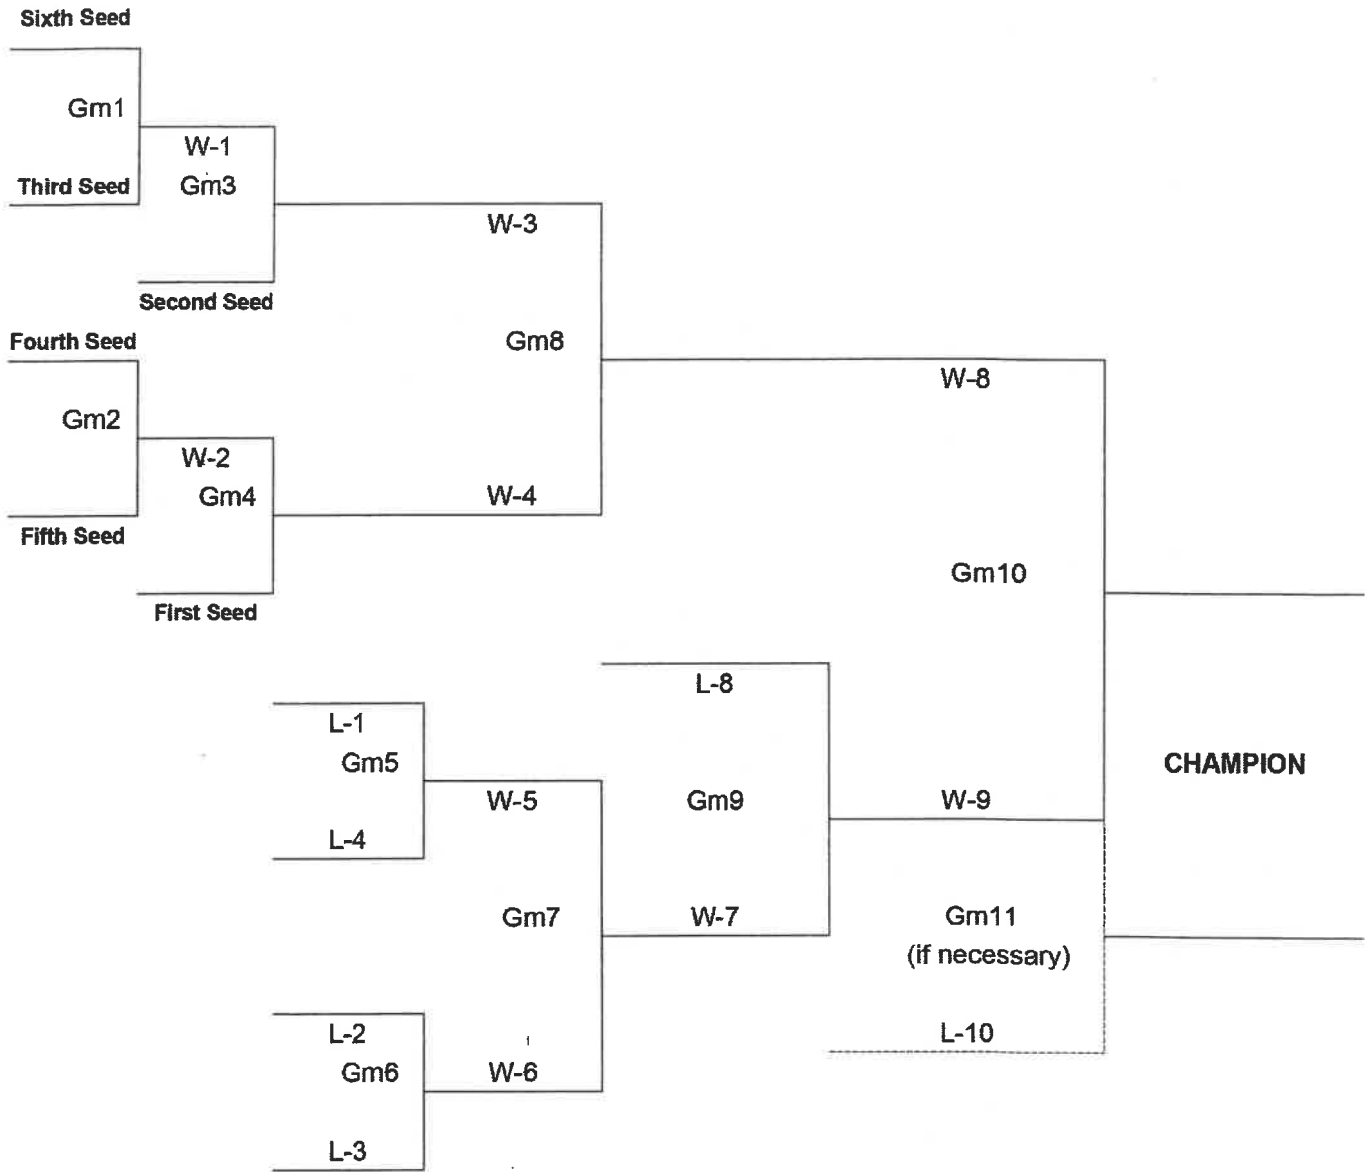 Sixth Seed
Gm1
W-1
Third Seed
Gm3
W-3
Second Seed
Fourth Seed
Gm8
W-8
Gm2
W-2
Gm4
W-4
Fifth Seed
Gm10
First Seed
L-8
L-1
Gm5
CHAMPION
W-5
Gm9
W-9
L-4
Gm7
W-7
Gm11
(if necessary)
L-2
L-10
Gm6
W-6
L-3